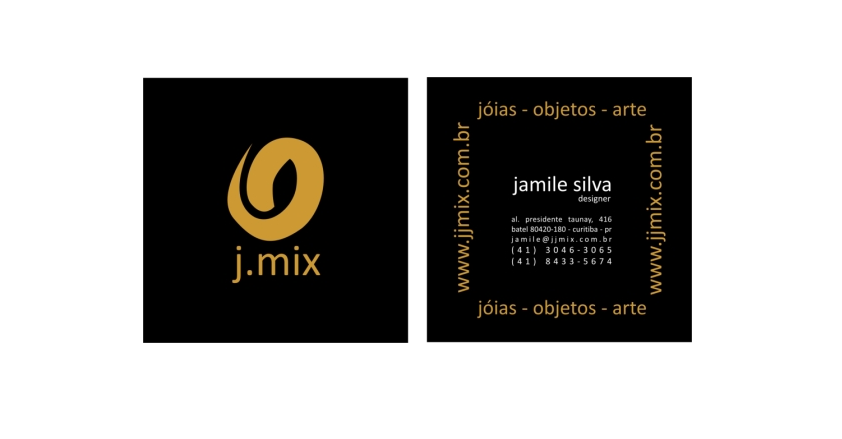 j.mix
jóias - objetos - arte
www.jjmix.com.br
www.jjmix.com.br
jamile silva
designer
al. presidente taunay, 416
batel 80420-180 - curitiba - pr
jamile@jjmix.com.br
(41) 3046-3065
(41) 8433-5674
jóias - objetos - arte